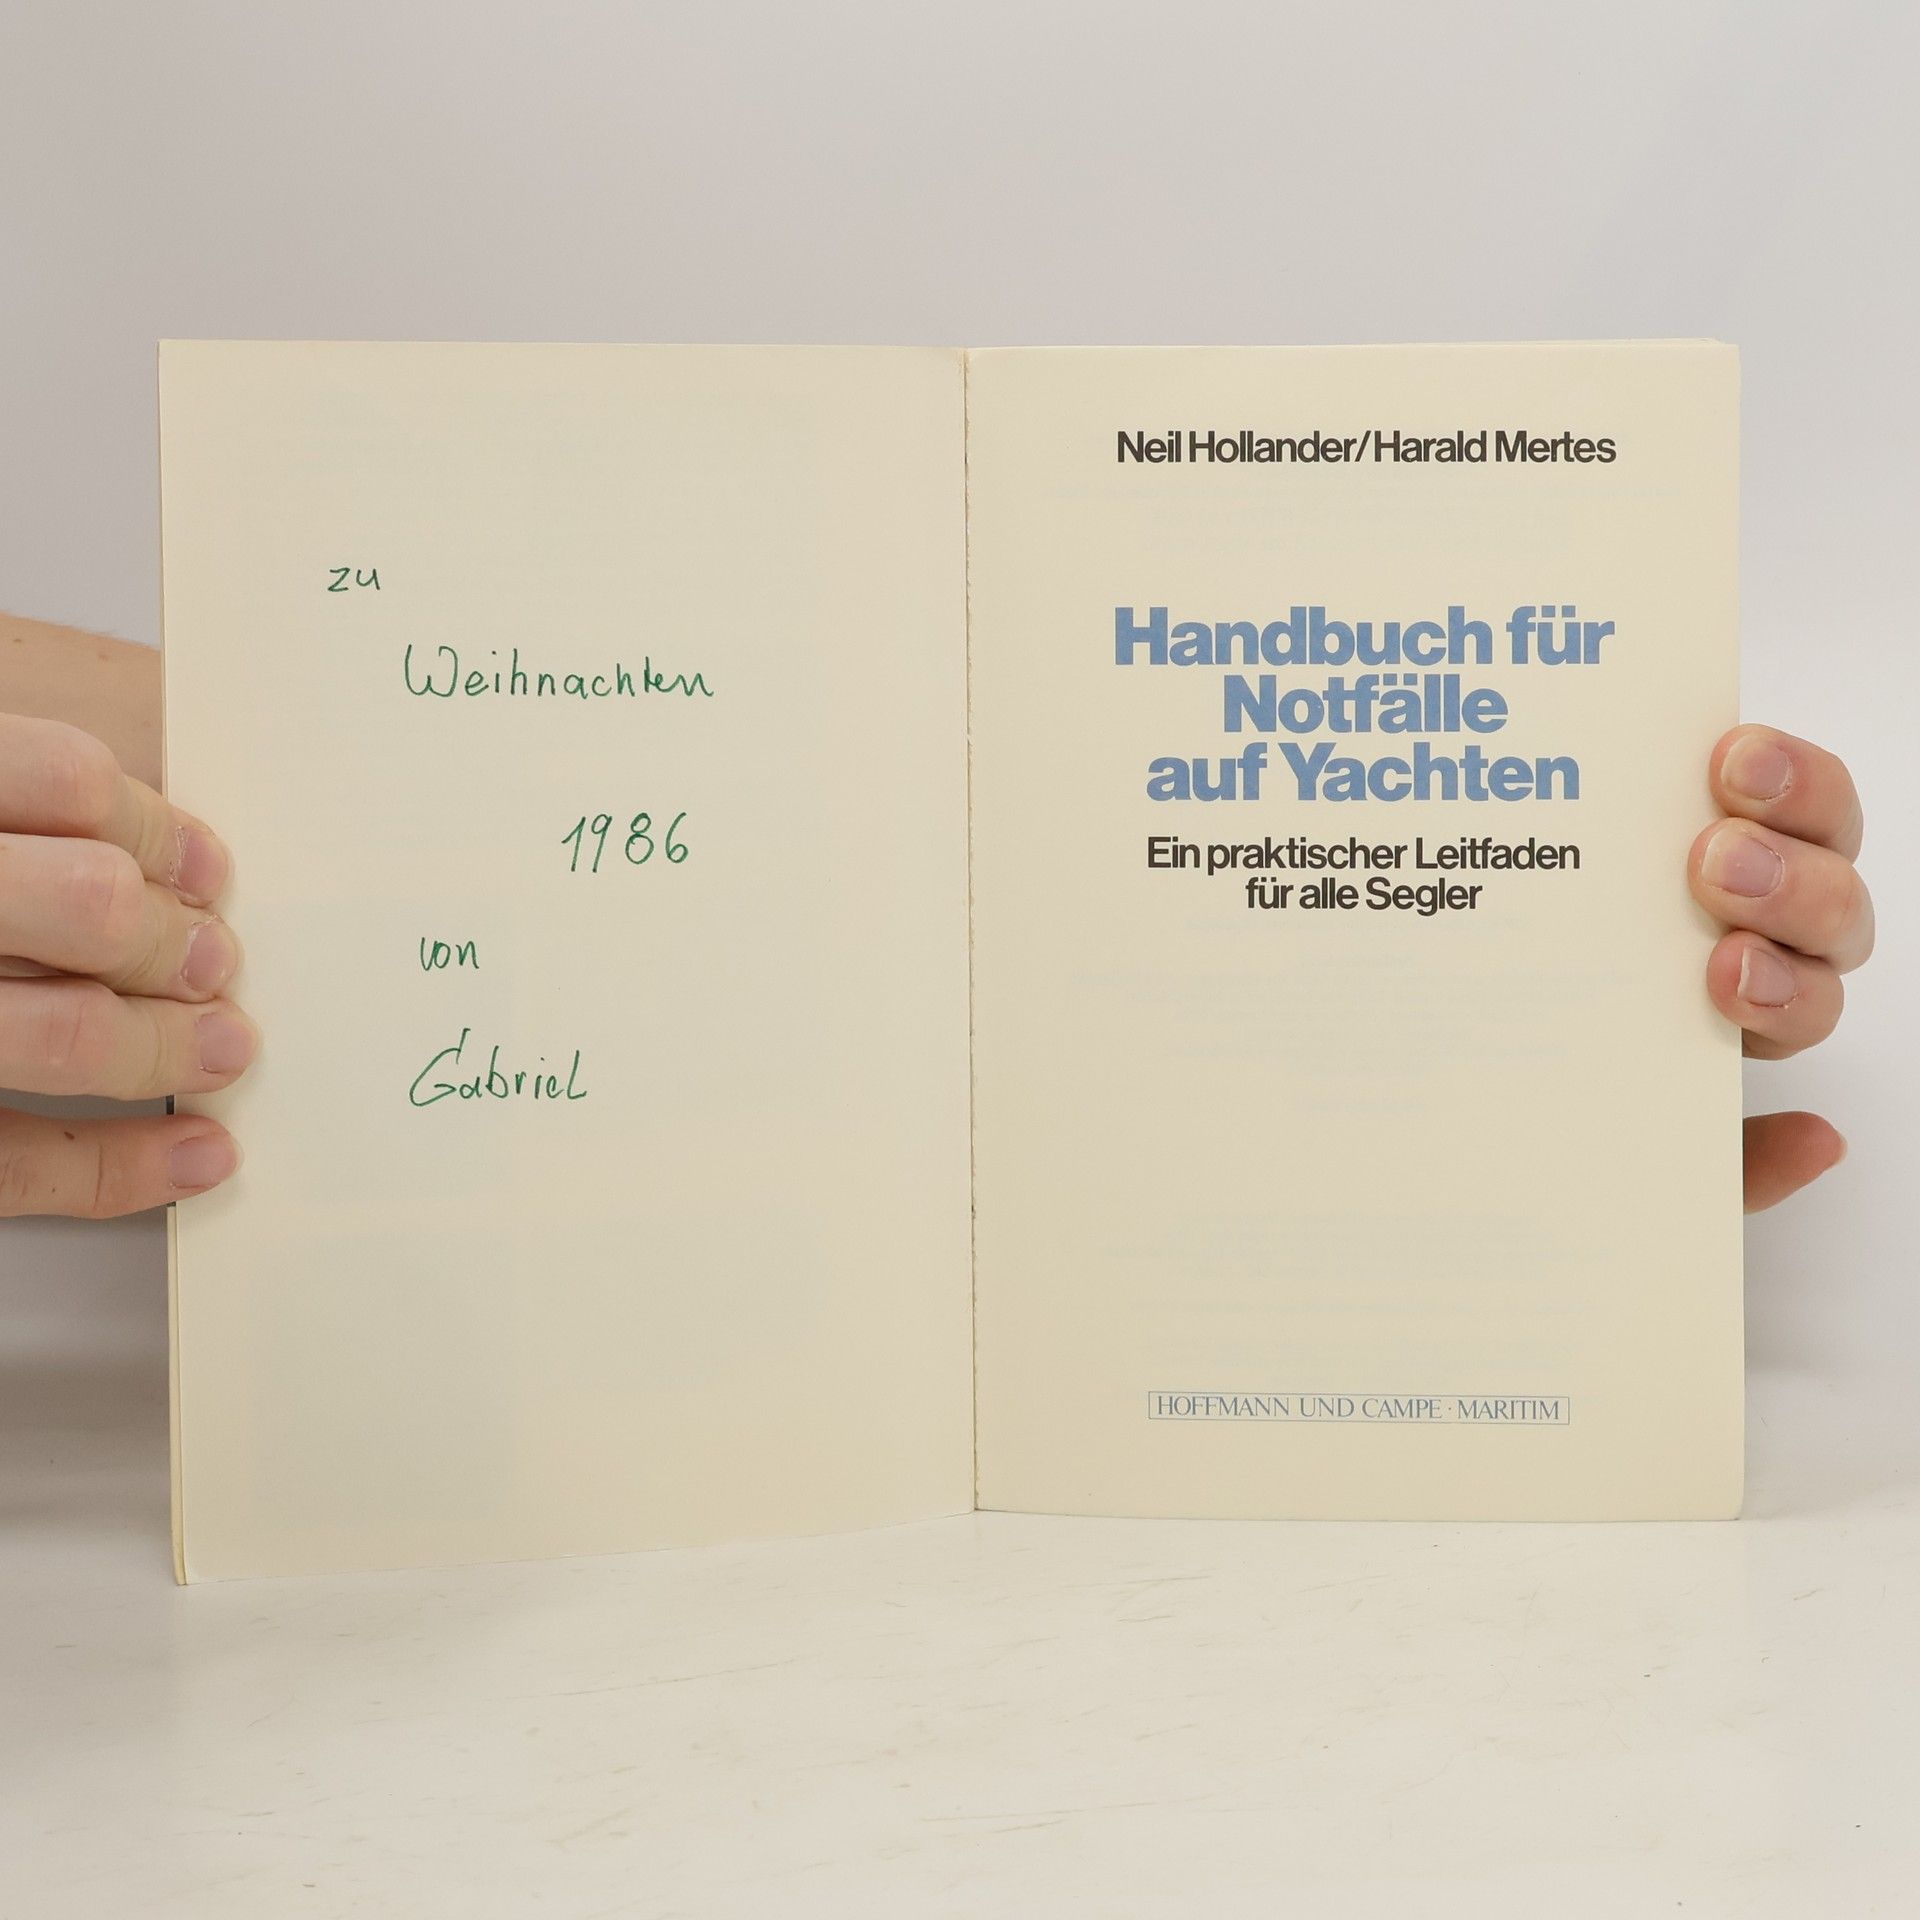 zu
Weihnachten
1986
von
Gabriel
Neil Hollander/Harald Mertes
Handbuch für
Notfälle
auf Yachten
Ein praktischer Leitfaden
für alle Segler
HOFFMANN UND CAMPE · MARITIM